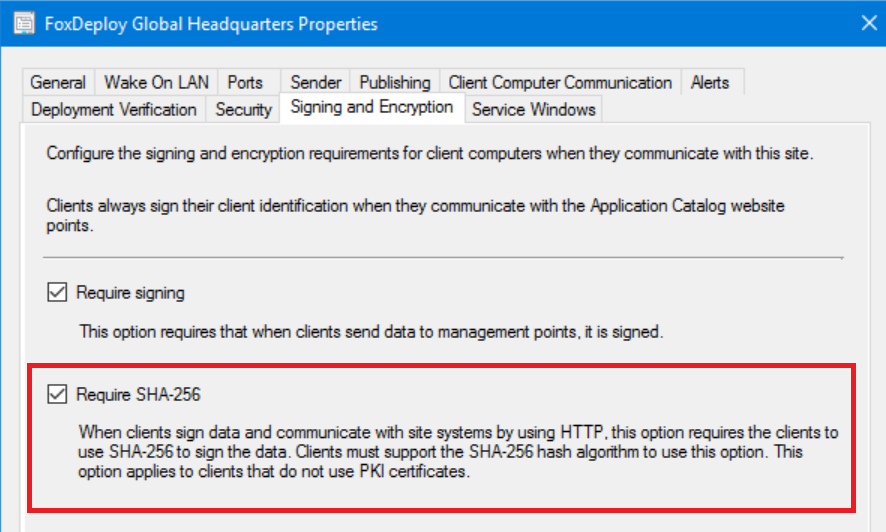 FoxDeploy Global Headquarters Properties
General Wake On LAN Ports Sender Publishing Client Computer Communication Alerts
Deployment Verification Security Signing and Encryption Service Windows
Configure the signing and encryption requirements for client computers when they communicate with this site.
Clients always sign their client identification when they communicate with the Application Catalog website
points.
Require signing
This option requires that when clients send data to management points, it is signed.
Require SHA-256
When clients sign data and communicate with site systems by using HTTP, this option requires the clients to
use SHA-256 to sign the data. Clients must support the SHA-256 hash algorithm to use this option. This
option applies to clients that do not use PKI certificates.